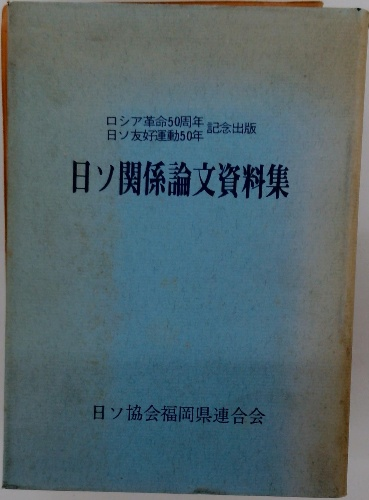 ロシア革命50周年
日ソ友好運動50年 記念出版
日ソ関係論文資料集
日ソ協会福岡県連合会